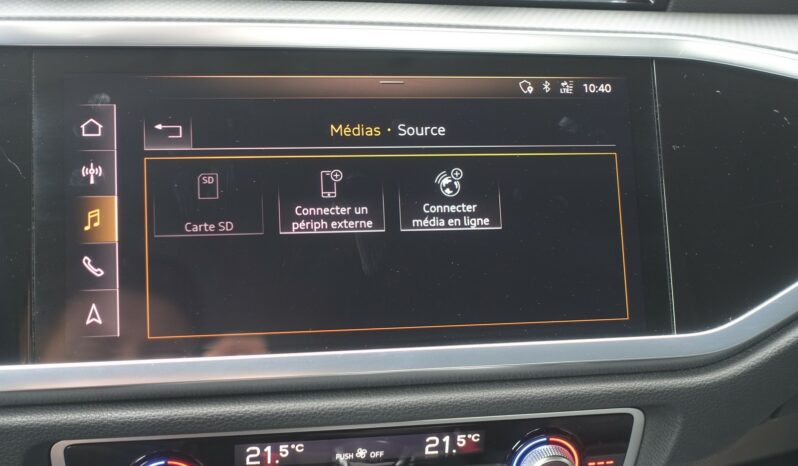 LTE 10:40
Médias • Source
SD
Carte SD
Connecter un
périph externe
Connecter
média en ligne
21.5°C
PUSH OFF
21.5°C